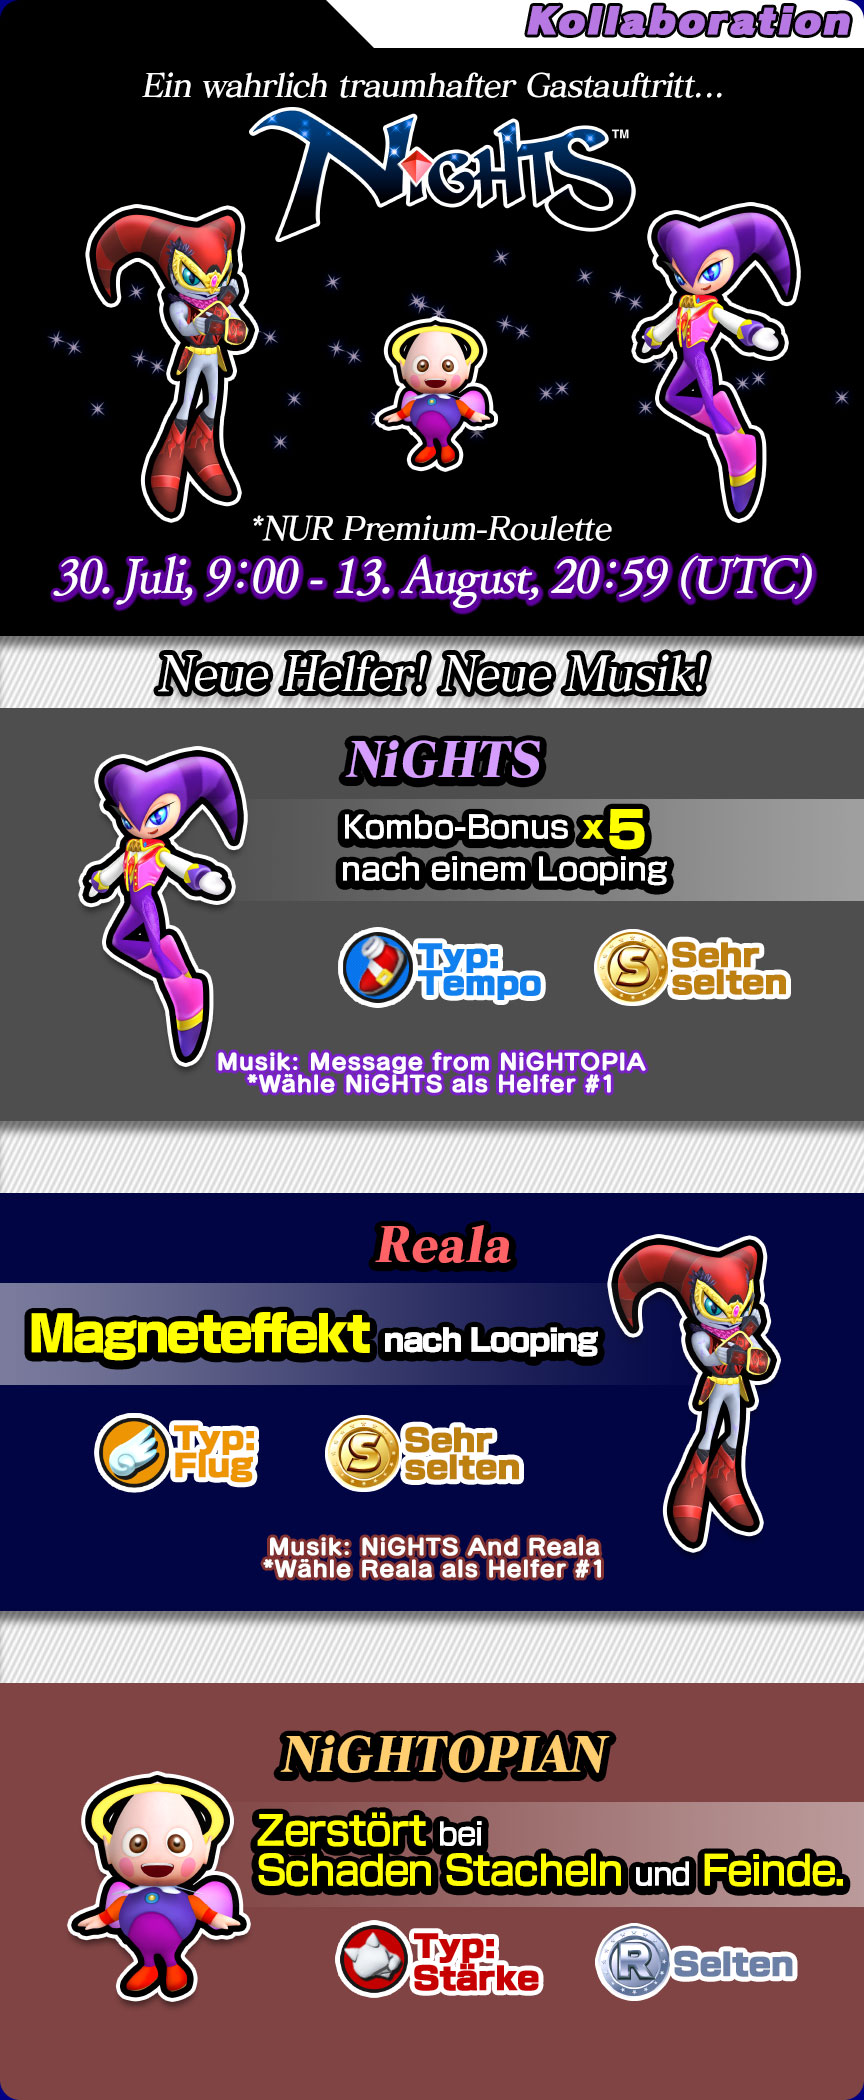 Kollaboration
Ein wahrlich traumhafter Gastauftritt...
NiGHTS™
*NUR Premium-Roulette
30. Juli, 9:00 - 13. August, 20:59 (UTC)
Neue Helfer! Neue Musik!
NiGHTS
Kombo-Bonus x5
nach einem Looping
Typ:
Tempo
S
Sehr
selten
Musik: Message from NiGHTOPIA
*Wähle NiGHTS als Helfer #1
Reala
Magneteffekt nach Looping
Typ:
Flug
S
Sehr
selten
Musik: NiGHTS And Reala
*Wähle Reala als Helfer #1
NiGHTOPIAN
Zerstört bei
Schaden Stacheln und Feinde.
Typ:
Stärke
R
Selten